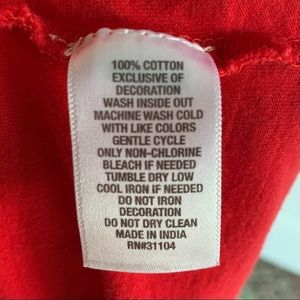 100% COTTON
EXCLUSIVE OF
DECORATION
WASH INSIDE OUT
MACHINE WASH COLD
WITH LIKE COLORS
GENTLE CYCLE
ONLY NON-CHLORINE
BLEACH IF NEEDED
TUMBLE DRY LOW
COOL IRON IF NEEDED
DO NOT IRON
DECORATION
DO NOT DRY CLEAN
MADE IN INDIA
RN#31104